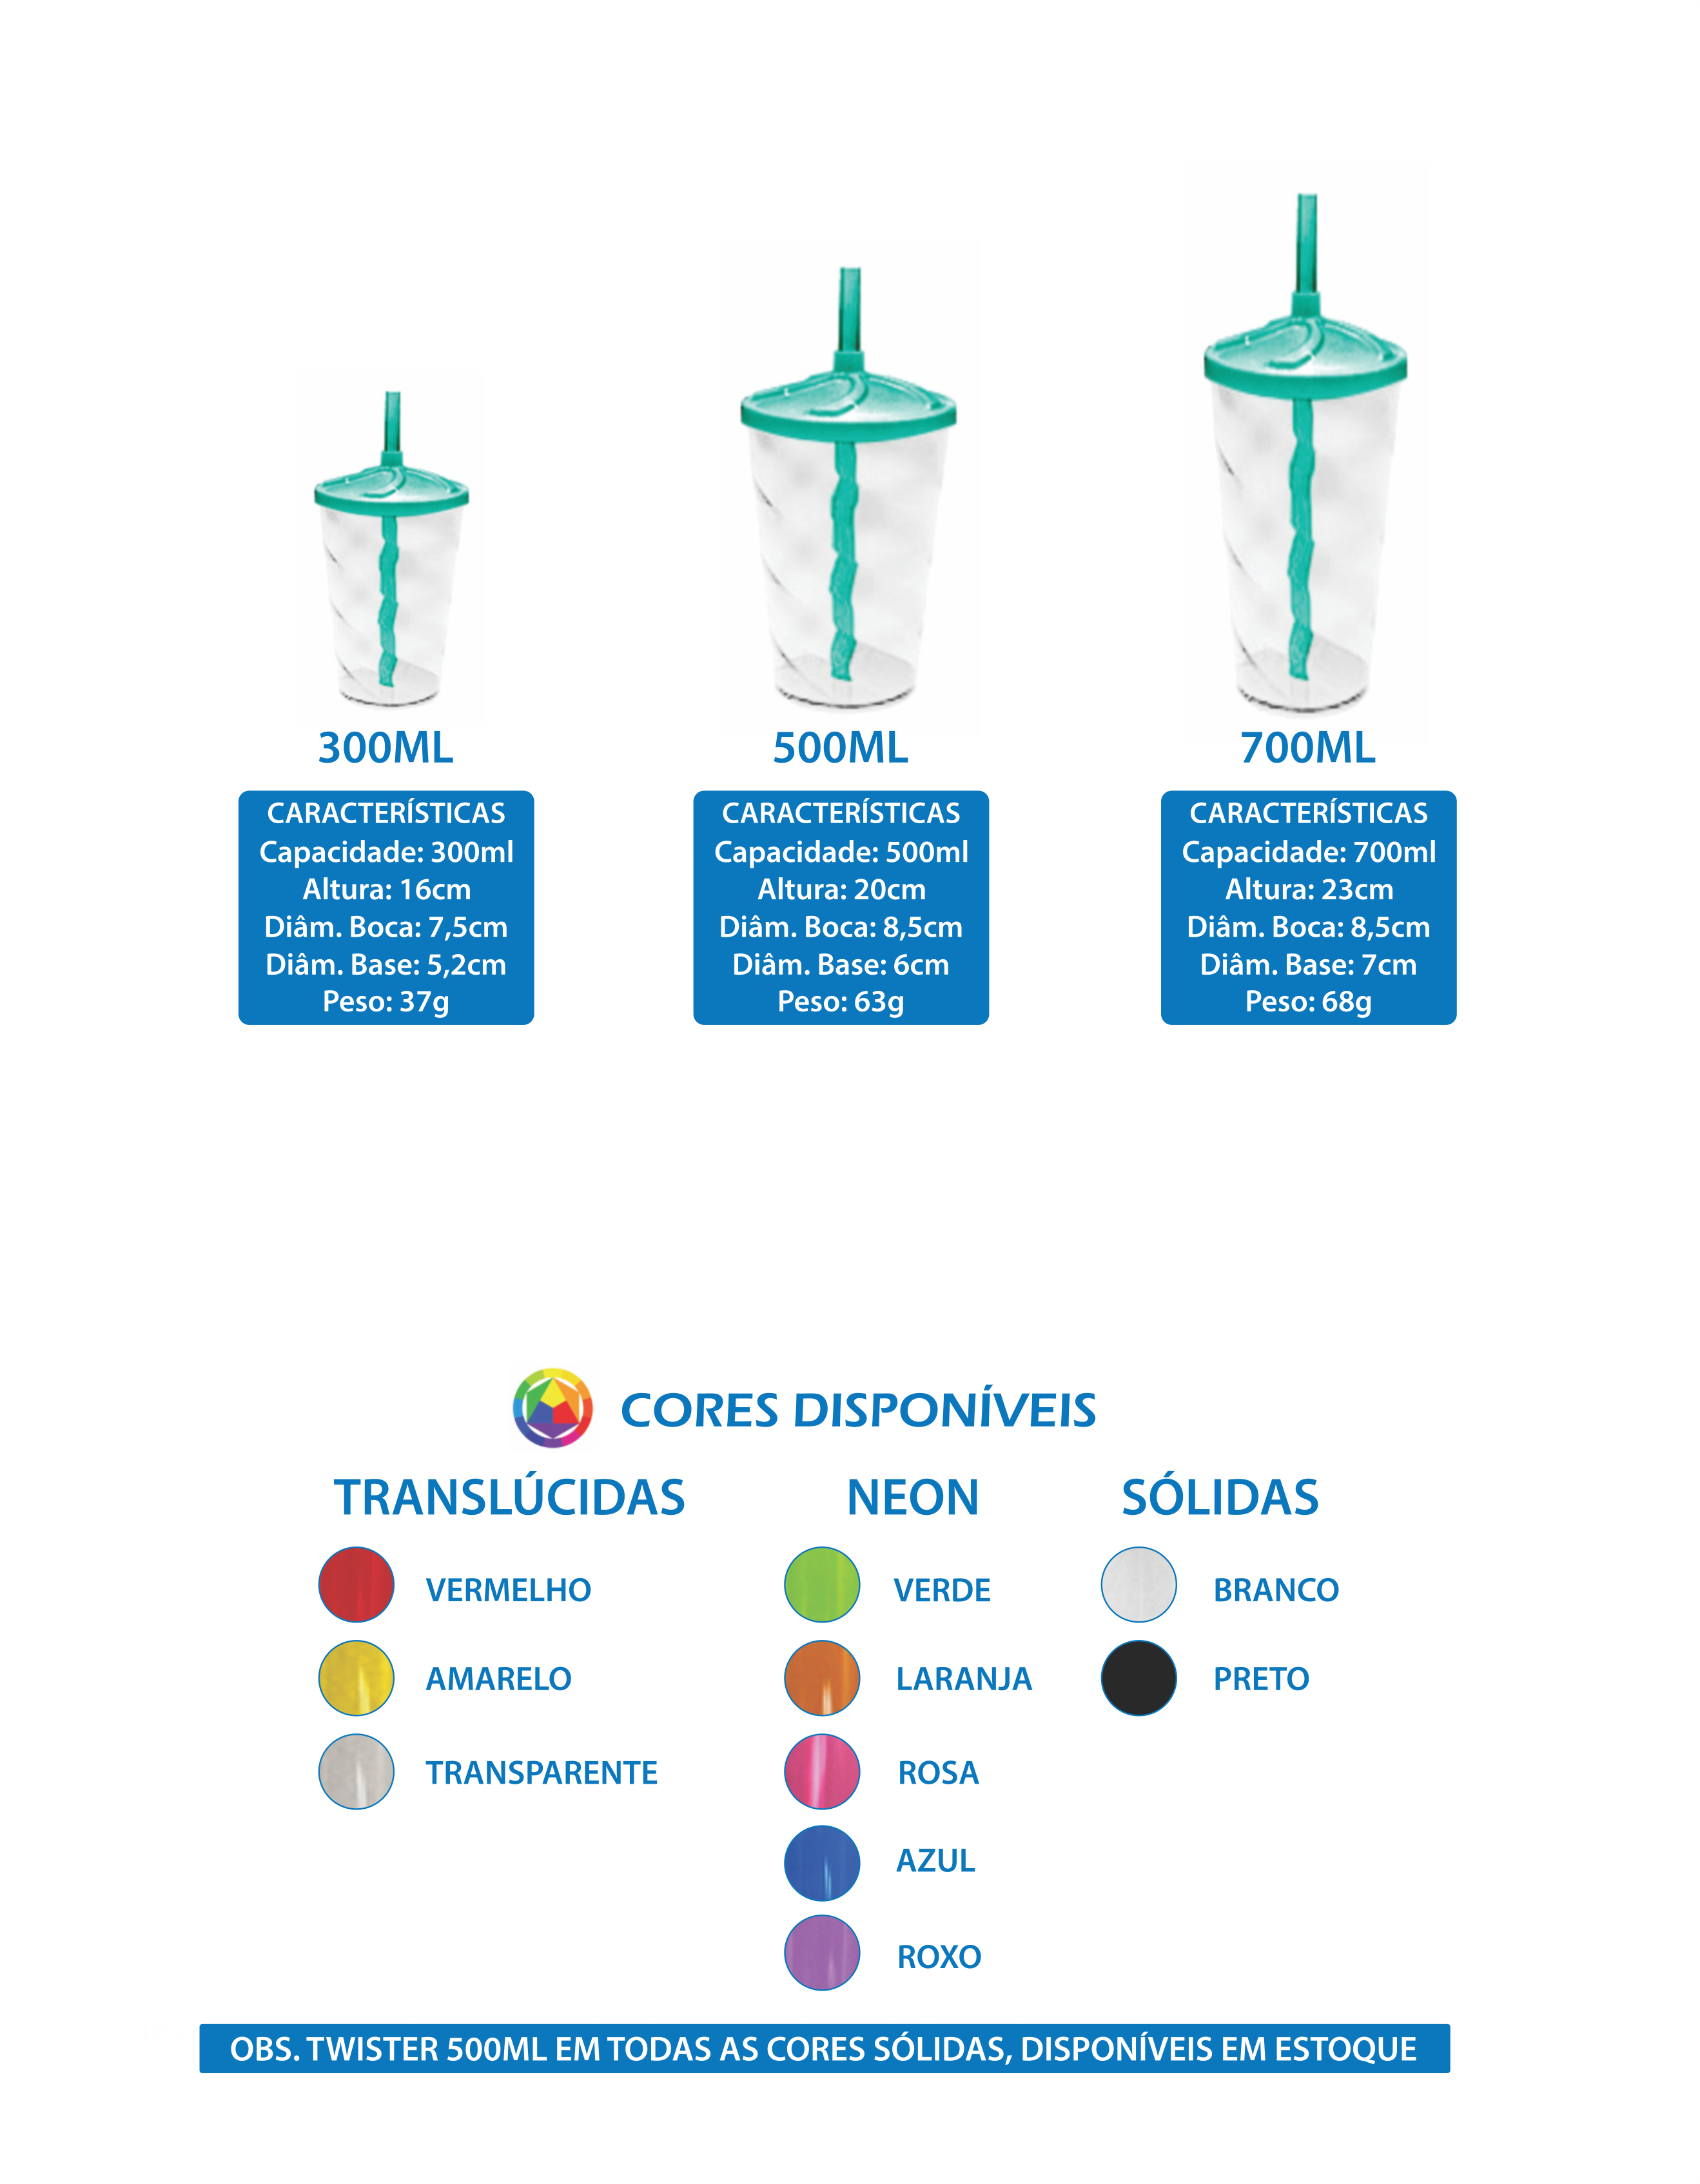 300ML
CARACTERÍSTICAS
Capacidade: 300ml
Altura: 16cm
Diâm. Boca: 7,5cm
Diâm. Base: 5,2cm
Peso: 37g
500ML
CARACTERÍSTICAS
Capacidade: 500ml
Altura: 20cm
Diâm. Boca: 8,5cm
Diâm. Base: 6cm
Peso: 63g
700ML
CARACTERÍSTICAS
Capacidade: 700ml
Altura: 23cm
Diâm. Boca: 8,5cm
Diâm. Base: 7cm
Peso: 68g
CORES DISPONÍVEIS
TRANSLÚCIDAS
VERMELHO
AMARELO
TRANSPARENTE
NEON
VERDE
LARANJA
ROSA
AZUL
ROXO
SÓLIDAS
BRANCO
PRETO
OBS. TWISTER 500ML EM TODAS AS CORES SÓLIDAS, DISPONÍVEIS EM ESTOQUE